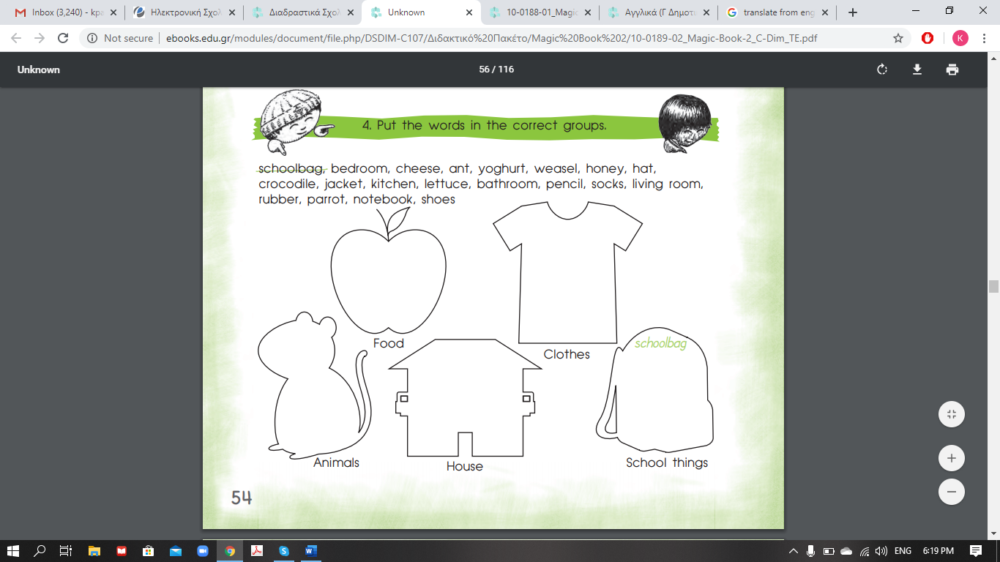 Inbox (3,240) - kpa
Ηλεκτρονική Σχολ
Διαδραστικά Σχολ
Unknown
10-0188-01_Magic
Αγγλικά (Γ Δημοτι
translate from eng
Not secure
ebooks.edu.gr/modules/document/file.php/DSDIM-C107/Διδακτικό%20Πακέτο/Magic%20Book%202/10-0189-02_Magic-Book-2_C-Dim_TE.pdf
K
Unknown
56 / 116
4. Put the words in the correct groups.
schoolbag, bedroom, cheese, ant, yoghurt, weasel, honey, hat,
crocodile, jacket, kitchen, lettuce, bathroom, pencil, socks, living room,
rubber, parrot, notebook, shoes
Food
Clothes
schoolbag
Animals
House
School things
54
ENG
6:19 PM